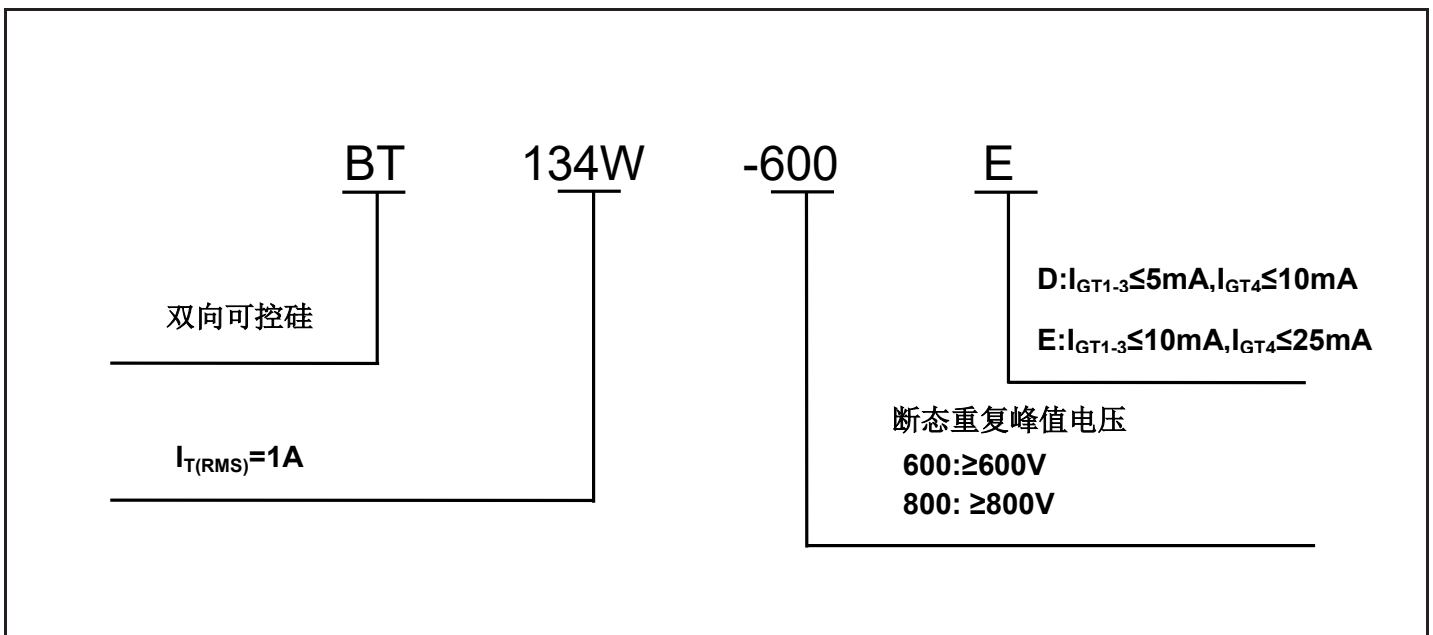 BT 134W -600 E
D:IGT1-3≤5mA,IGT4≤10mA
双向可控硅
E:IGT1-3≤10mA,IGT4≤25mA
断态重复峰值电压
IT(RMS)=1A
600:≥600V
800: ≥800V